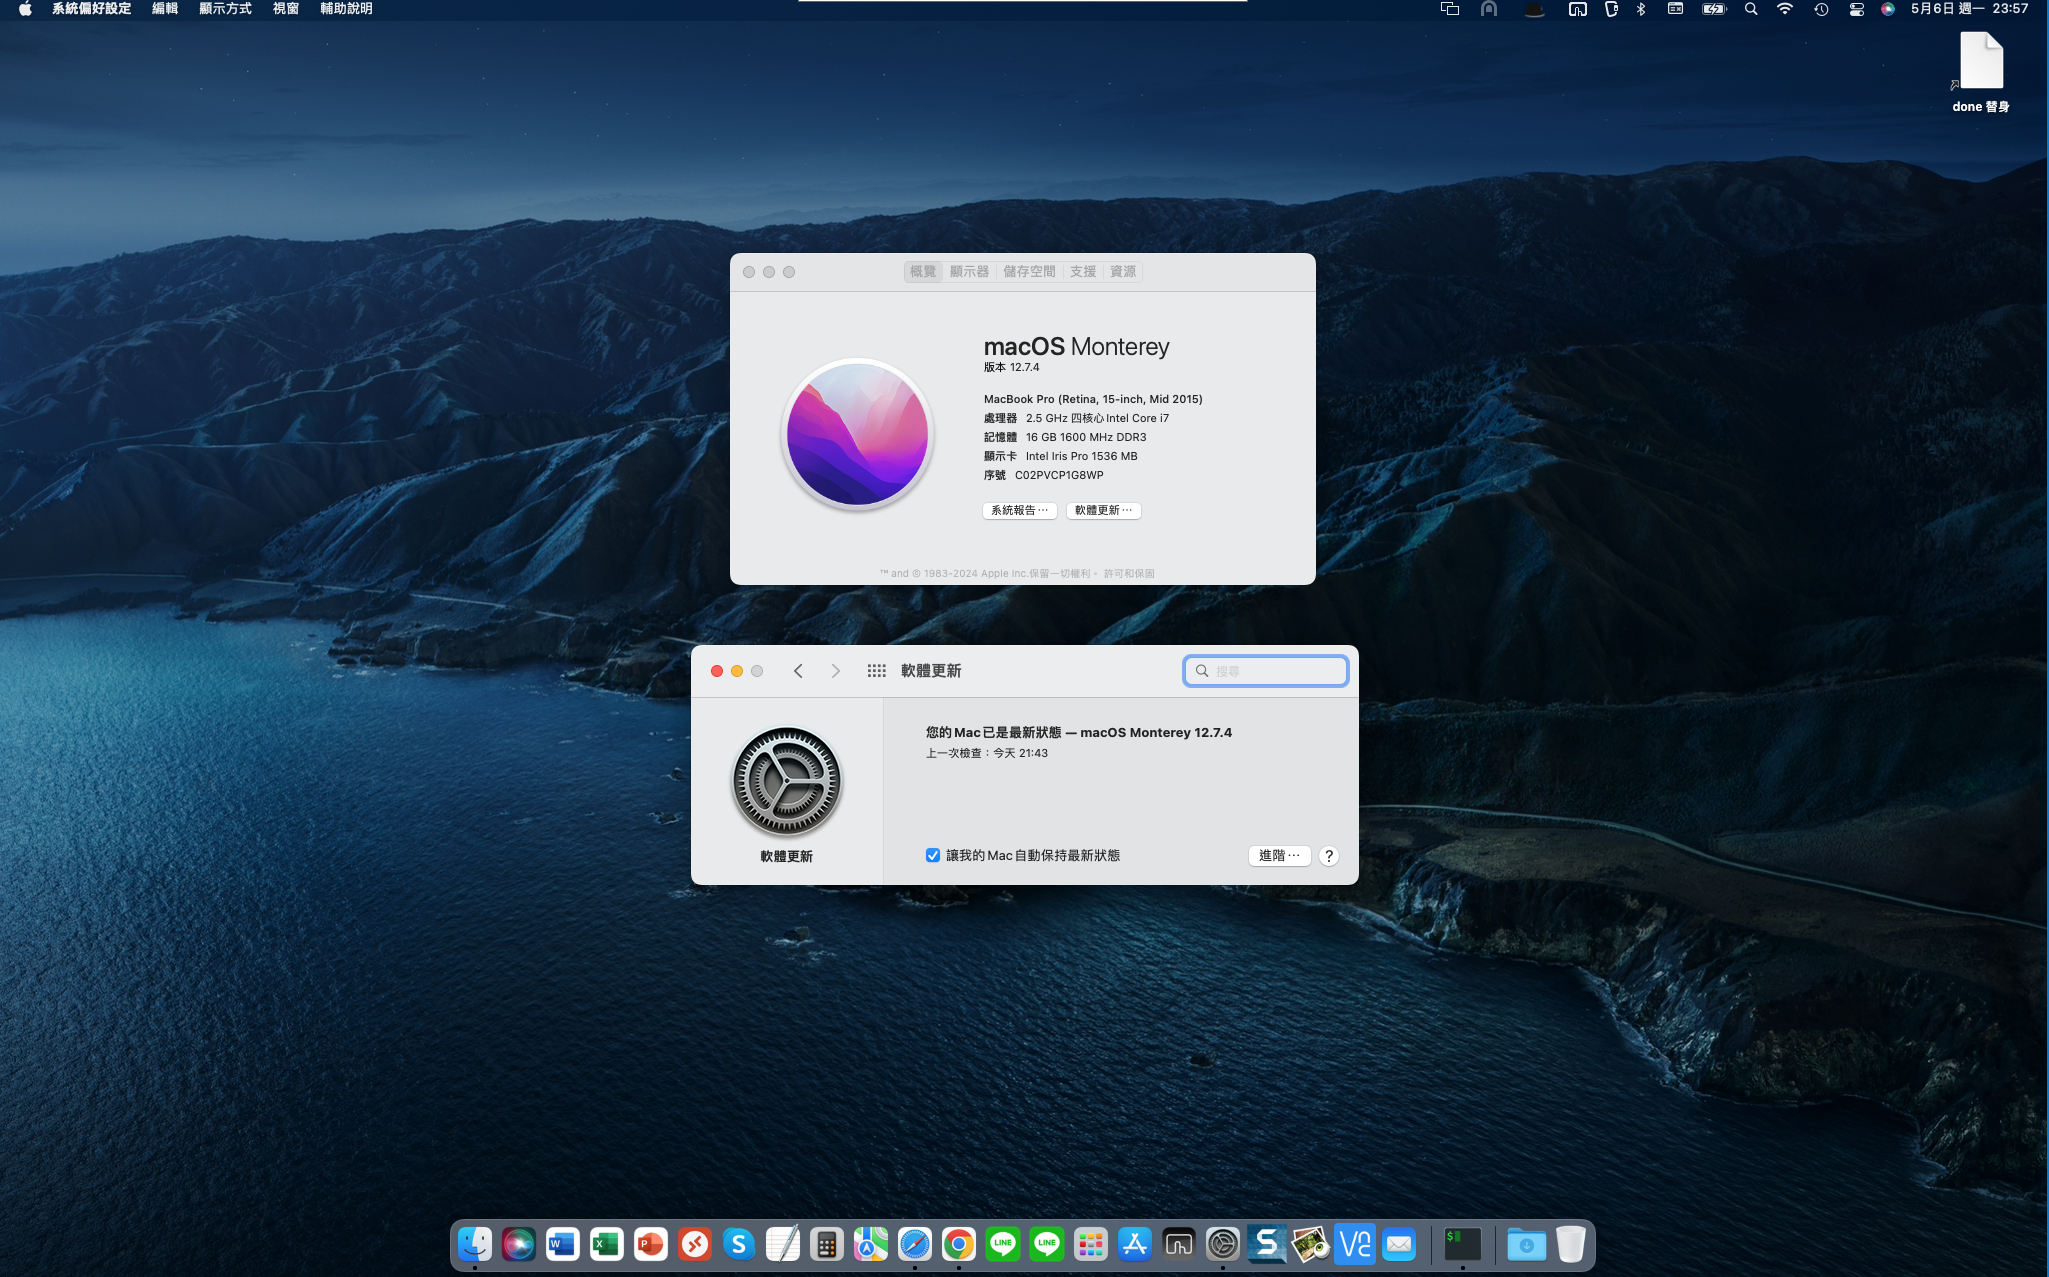 系統偏好設定 編輯 顯示方式 視窗 輔助說明
5月6日 週一 23:57
done 替身
概覽 顯示器 儲存空間 支援 資源
macOS Monterey
版本 12.7.4
MacBook Pro (Retina, 15-inch, Mid 2015)
處理器 2.5 GHz 四核心Intel Core i7
記憶體 16 GB 1600 MHz DDR3
顯示卡 Intel Iris Pro 1536 MB
序號 C02PVCP1G8WP
系統報告⋯ 軟體更新⋯
™ and © 1983-2024 Apple Inc.保留一切權利。 許可和保固
軟體更新
搜尋
您的 Mac 已是最新狀態 — macOS Monterey 12.7.4
上一次檢查：今天 21:43
軟體更新
讓我的 Mac 自動保持最新狀態
進階⋯ ?
W X P S LINE LINE S V2 $